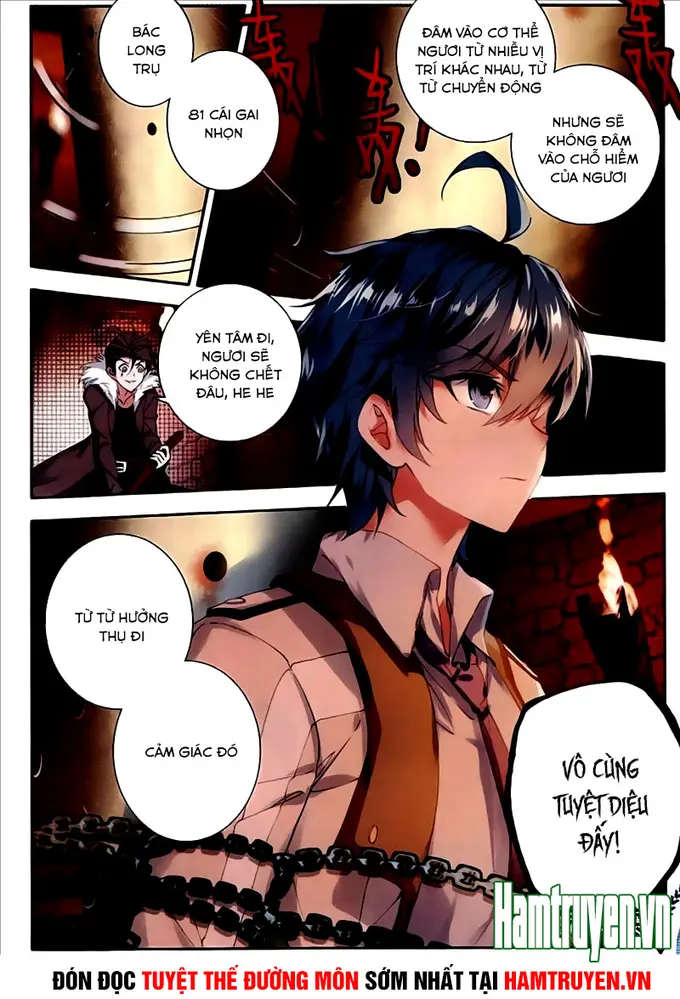 BÁC
LONG
TRỤ
81 CÁI GAI
NHỌN
ĐÂM VÀO CƠ THỂ
NGƯƠI TỪ NHIỀU VỊ
TRÍ KHÁC NHAU, TỪ
TỪ CHUYỂN ĐỘNG
NHƯNG SẼ
KHÔNG ĐÂM
VÀO CHỖ HIỂM
CỦA NGƯƠI
YÊN TÂM ĐI,
NGƯƠI SẼ
KHÔNG CHẾT
ĐÂU, HE HE
TỪ TỪ HƯỞNG
THỤ ĐI
CẢM GIÁC ĐÓ
VÔ CÙNG
TUYỆT DIỆU
ĐẤY!
Hamtruyen.vn
ĐÓN ĐỌC TUYỆT THẾ ĐƯỜNG MÔN SỚM NHẤT TẠI HAMTRUYEN.VN